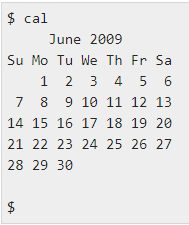 $ cal
     June 2009
Su Mo Tu We Th Fr Sa
    1  2  3  4  5  6
 7  8  9 10 11 12 13
14 15 16 17 18 19 20
21 22 23 24 25 26 27
28 29 30
$